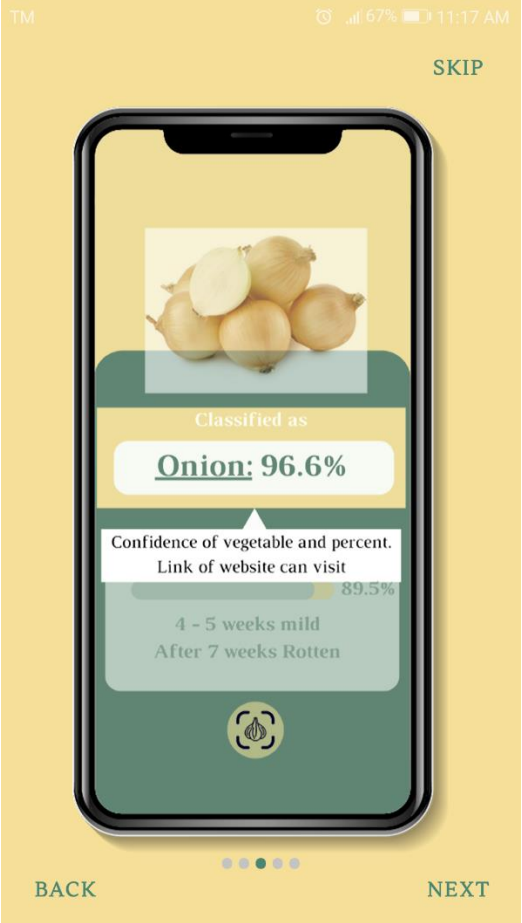 TM 67% 11:17 AM
SKIP
Classified as
Onion: 96.6%
Confidence of vegetable and percent.
Link of website can visit
89.5%
4 - 5 weeks mild
After 7 weeks Rotten
BACK NEXT